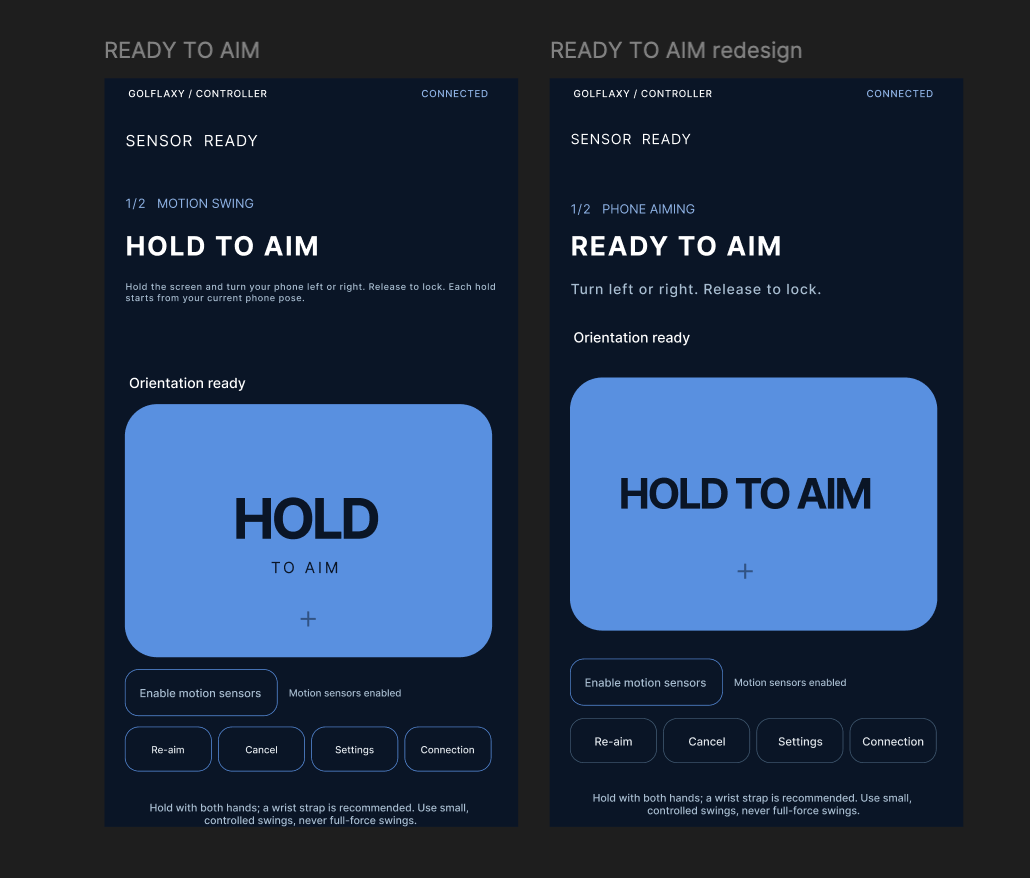 READY TO AIM
GOLFLAXY / CONTROLLER
CONNECTED
SENSOR READY
1/2 MOTION SWING
HOLD TO AIM
Hold the screen and turn your phone left or right. Release to lock. Each hold
starts from your current phone pose.
Orientation ready
HOLD
TO AIM
+
Enable motion sensors
Motion sensors enabled
Re-aim
Cancel
Settings
Connection
Hold with both hands; a wrist strap is recommended. Use small,
controlled swings, never full-force swings.
READY TO AIM redesign
GOLFLAXY / CONTROLLER
CONNECTED
SENSOR READY
1/2 PHONE AIMING
READY TO AIM
Turn left or right. Release to lock.
Orientation ready
HOLD TO AIM
+
Enable motion sensors
Motion sensors enabled
Re-aim
Cancel
Settings
Connection
Hold with both hands; a wrist strap is recommended. Use small,
controlled swings, never full-force swings.